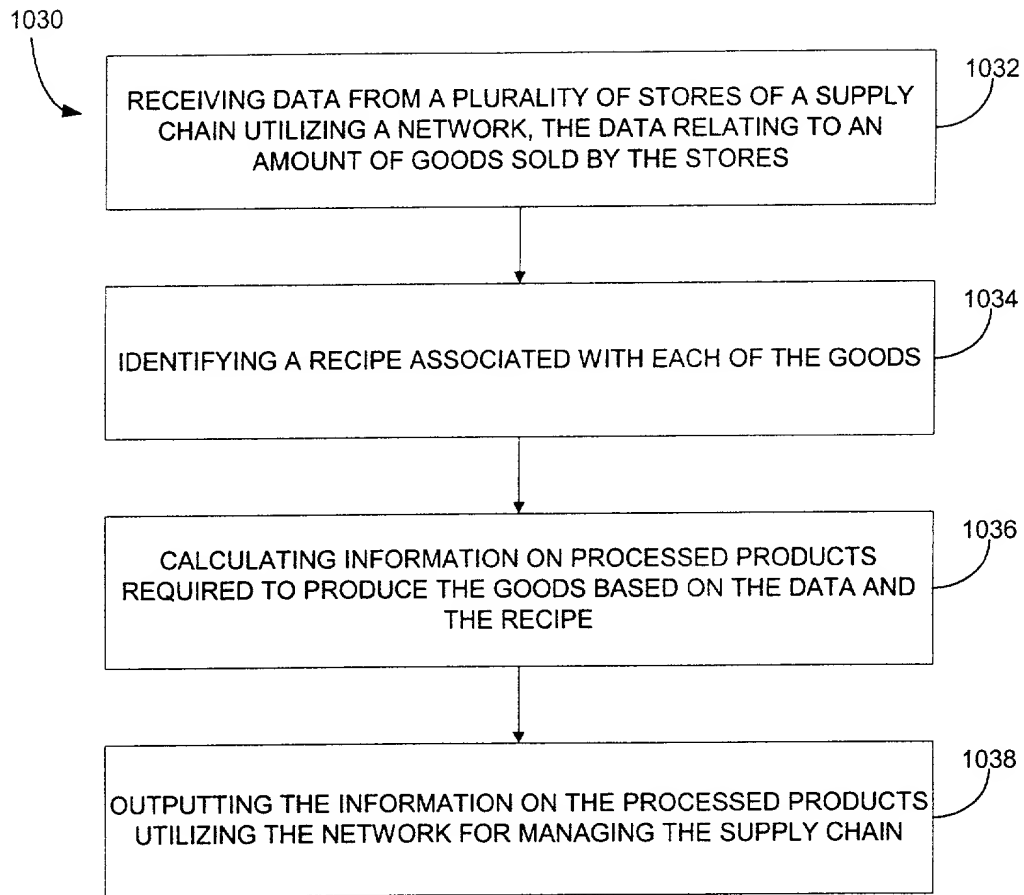 1030
1032
RECEIVING DATA FROM A PLURALITY OF STORES OF A SUPPLY
CHAIN UTILIZING A NETWORK, THE DATA RELATING TO AN
AMOUNT OF GOODS SOLD BY THE STORES
1034
IDENTIFYING A RECIPE ASSOCIATED WITH EACH OF THE GOODS
1036
CALCULATING INFORMATION ON PROCESSED PRODUCTS
REQUIRED TO PRODUCE THE GOODS BASED ON THE DATA AND
THE RECIPE
1038
OUTPUTTING THE INFORMATION ON THE PROCESSED PRODUCTS
UTILIZING THE NETWORK FOR MANAGING THE SUPPLY CHAIN